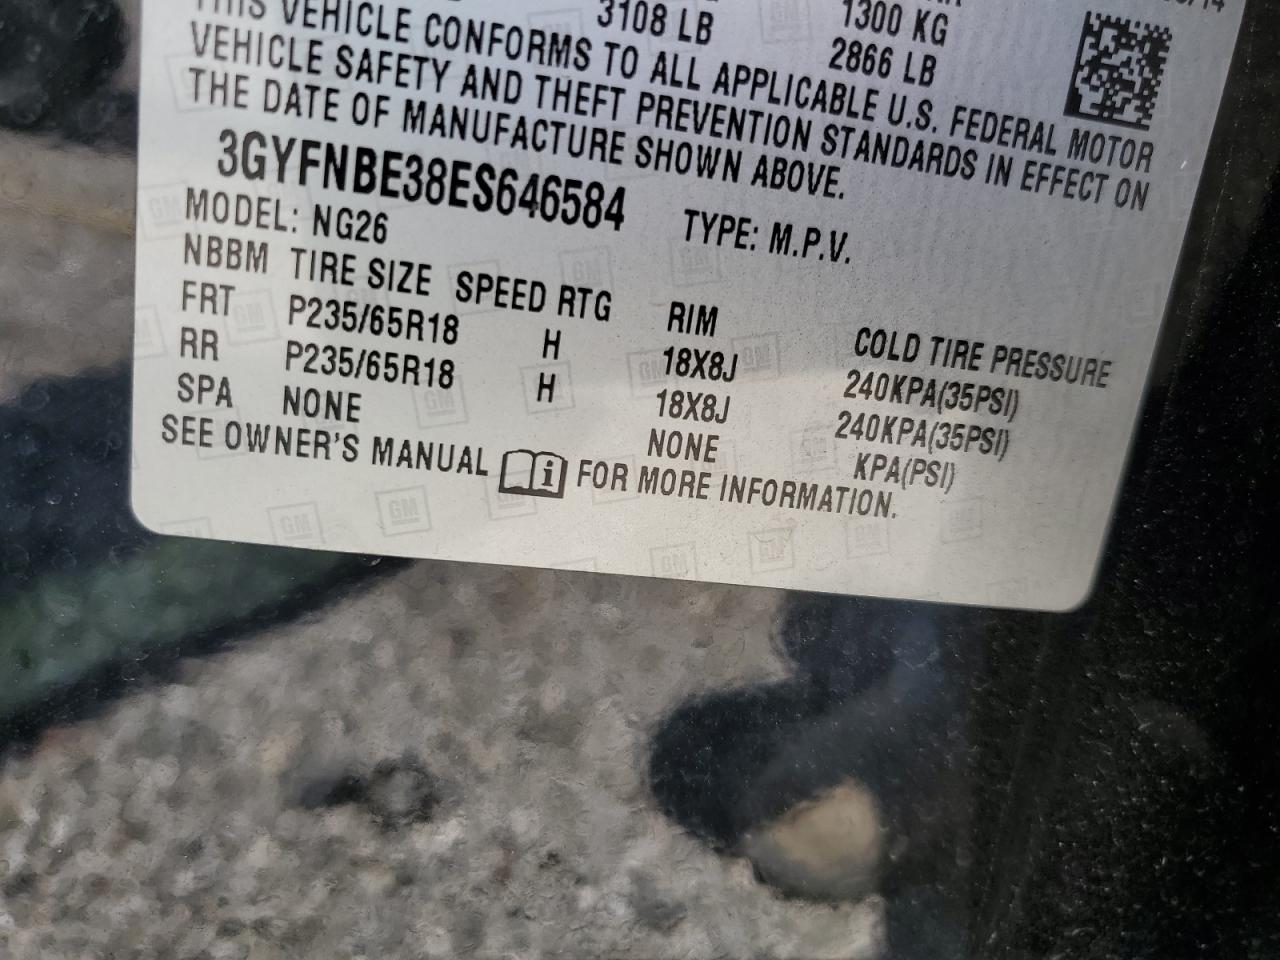 3108 LB 1300 KG
2866 LB
THIS VEHICLE CONFORMS TO ALL APPLICABLE U.S. FEDERAL MOTOR
VEHICLE SAFETY AND THEFT PREVENTION STANDARDS IN EFFECT ON
THE DATE OF MANUFACTURE SHOWN ABOVE.
3GYFNBE38ES646584 TYPE: M.P.V.
MODEL: NG26
NBBM TIRE SIZE SPEED RTG RIM COLD TIRE PRESSURE
FRT P235/65R18 H 18X8J 240KPA(35PSI)
RR P235/65R18 H 18X8J 240KPA(35PSI)
SPA NONE NONE KPA(PSI)
SEE OWNER'S MANUAL i FOR MORE INFORMATION.